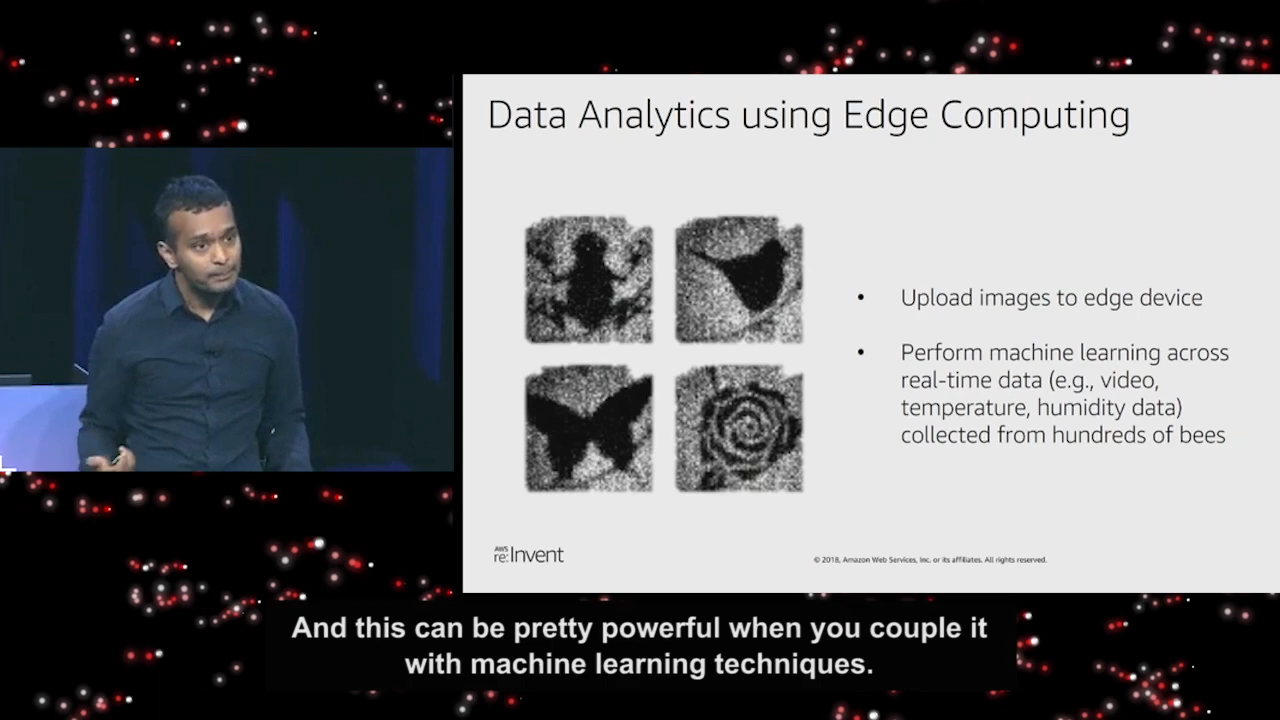 Data Analytics using Edge Computing
• Upload images to edge device
• Perform machine learning across
real-time data (e.g., video,
temperature, humidity data)
collected from hundreds of bees
AWS
re:Invent
© 2018, Amazon Web Services, Inc. or its affiliates. All rights reserved.
And this can be pretty powerful when you couple it
with machine learning techniques.